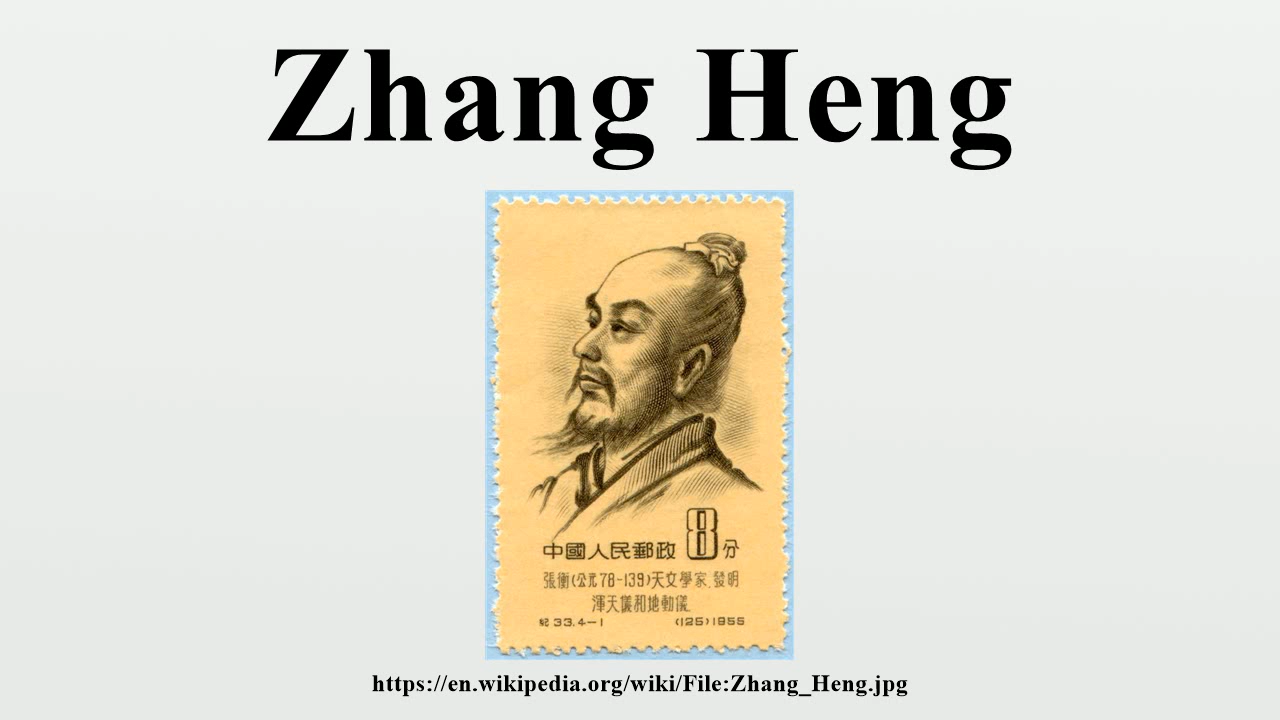 Zhang Heng
中國人民郵政 8分
張衡(公元78-139)天文學家,發明
渾天儀和地動儀
紀33.4-1 (125)1955
https://en.wikipedia.org/wiki/File:Zhang_Heng.jpg